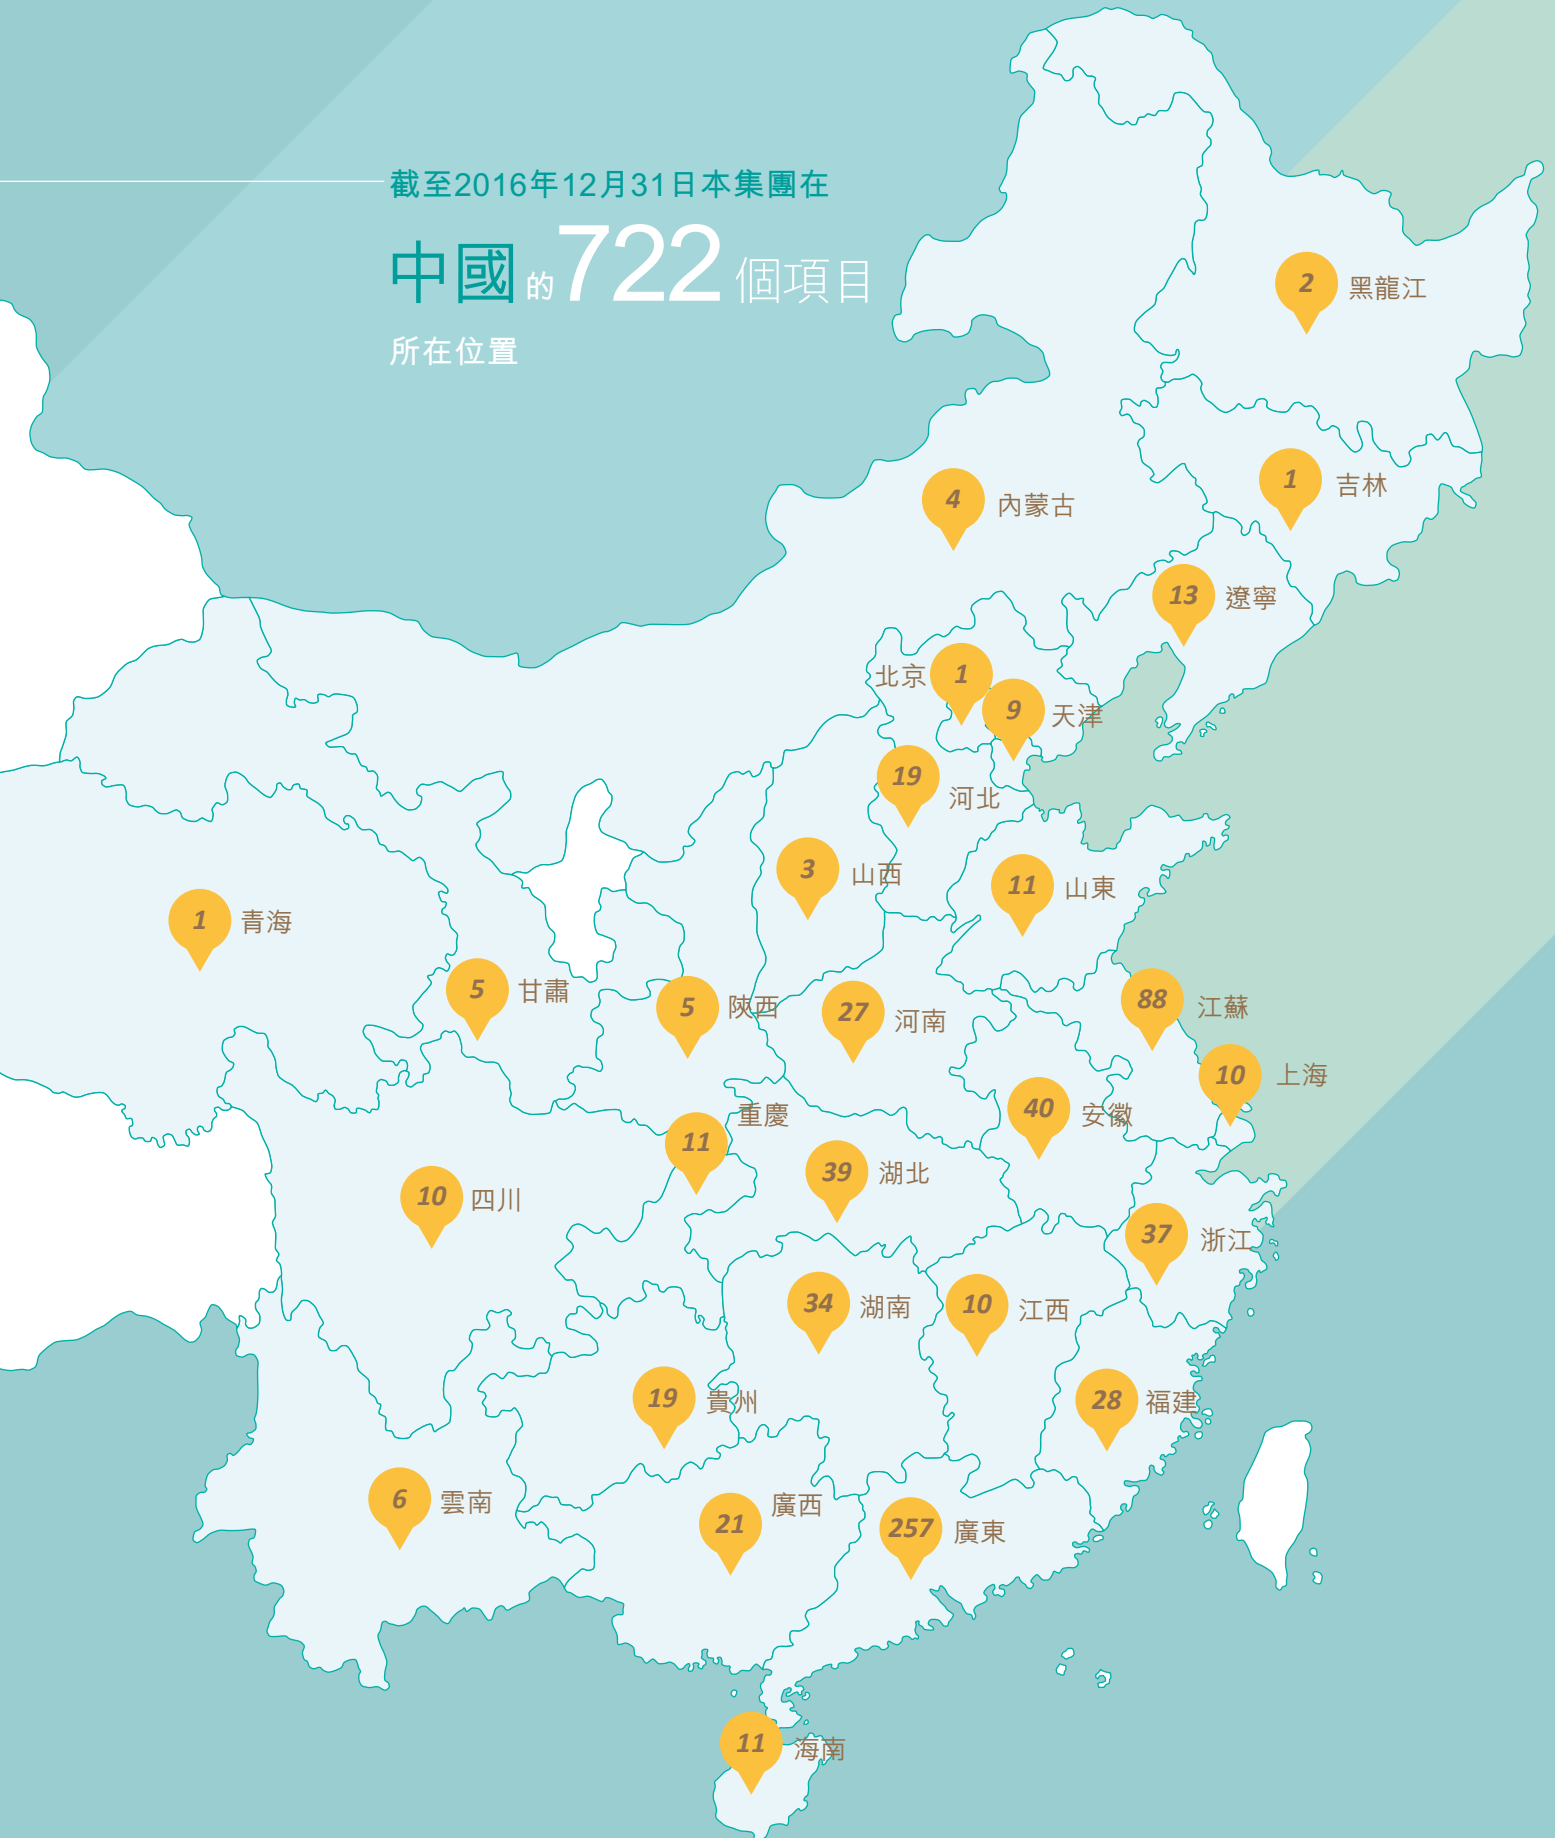 截至2016年12月31日本集團在
中國的722個項目
所在位置
2 黑龍江
1 吉林
4 內蒙古
13 遼寧
北京 1
9 天津
19 河北
3 山西
11 山東
1 青海
5 甘肅
5 陝西
27 河南
88 江蘇
10 上海
40 安徽
11 重慶
39 湖北
10 四川
37 浙江
34 湖南
10 江西
19 貴州
28 福建
6 雲南
21 廣西
257 廣東
11 海南